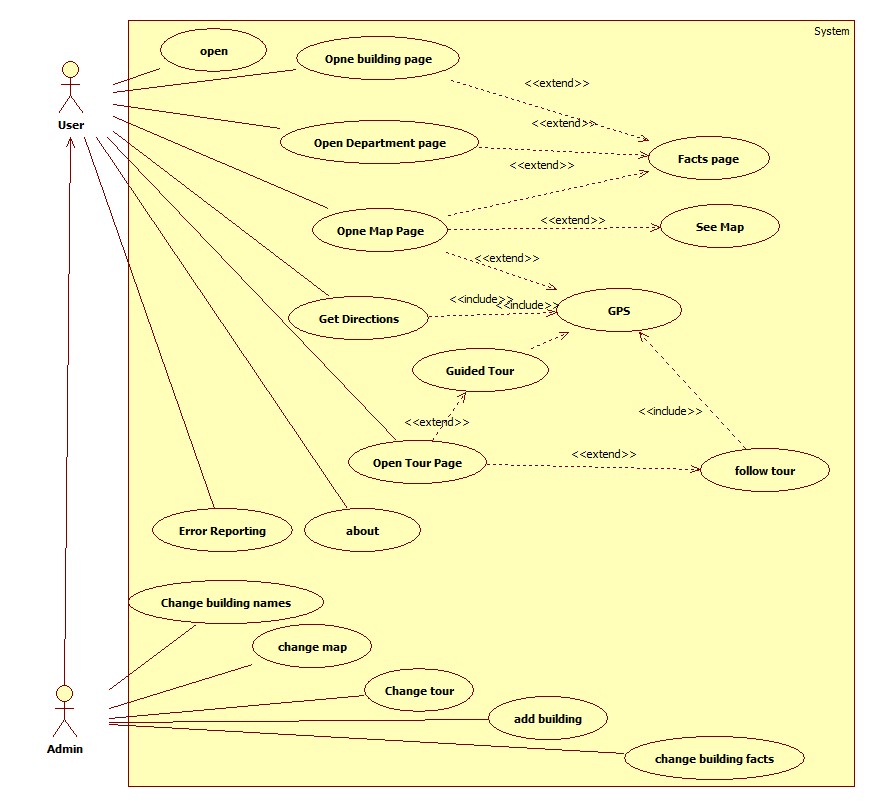 System
open
Opne building page
<<extend>>
User
<<extend>>
Open Department page
Facts page
<<extend>>
Opne Map Page
<<extend>>
See Map
<<extend>>
<<include>>
<<include>>
Get Directions
GPS
Guided Tour
<<include>>
<<extend>>
Open Tour Page
<<extend>>
follow tour
Error Reporting
about
Change building names
change map
Change tour
add building
Admin
change building facts